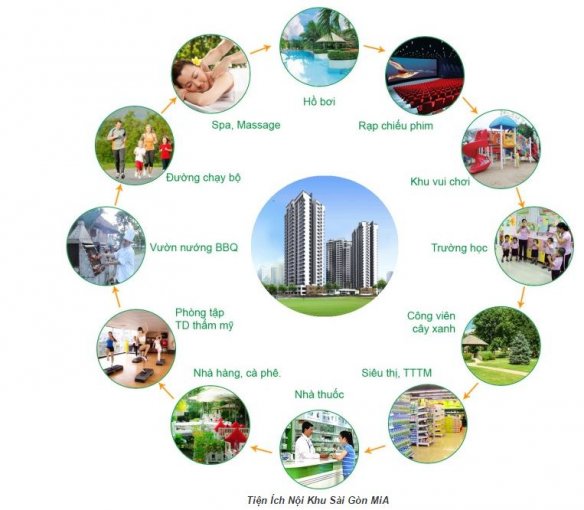 Hồ bơi
Rạp chiếu phim
Khu vui chơi
Trường học
Công viên
cây xanh
Siêu thị, TTTM
Nhà thuốc
Nhà hàng, cà phê.
Phòng tập
TD thẩm mỹ
Vườn nướng BBQ
Đường chạy bộ
Spa, Massage
Tiện Ích Nội Khu Sài Gòn MiA